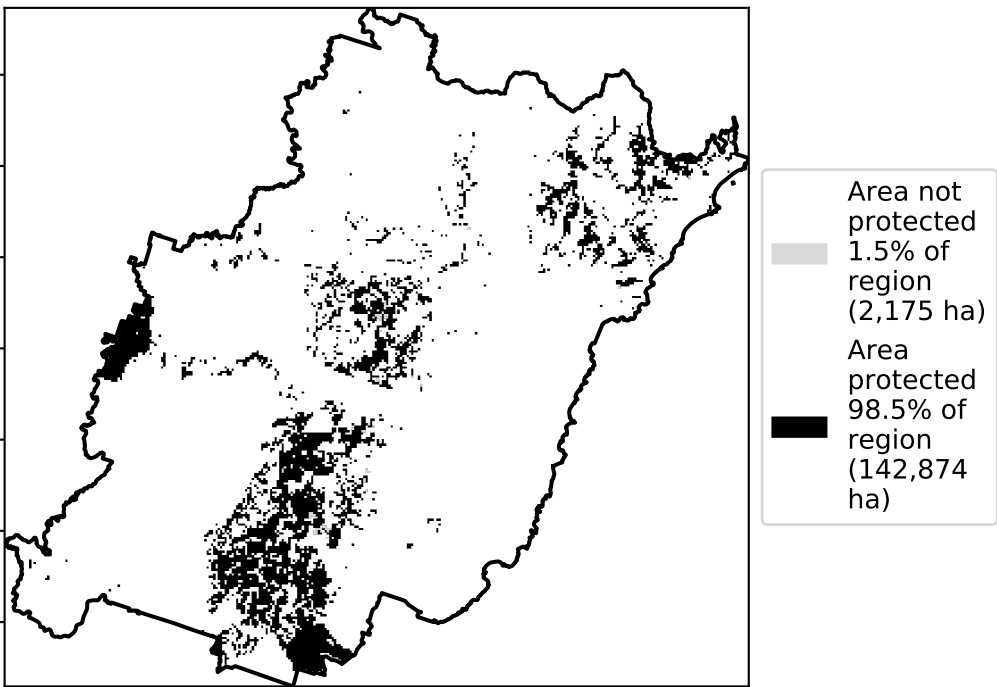 Area not
protected
1.5% of
region
(2,175 ha)
Area
protected
98.5% of
region
(142,874
ha)